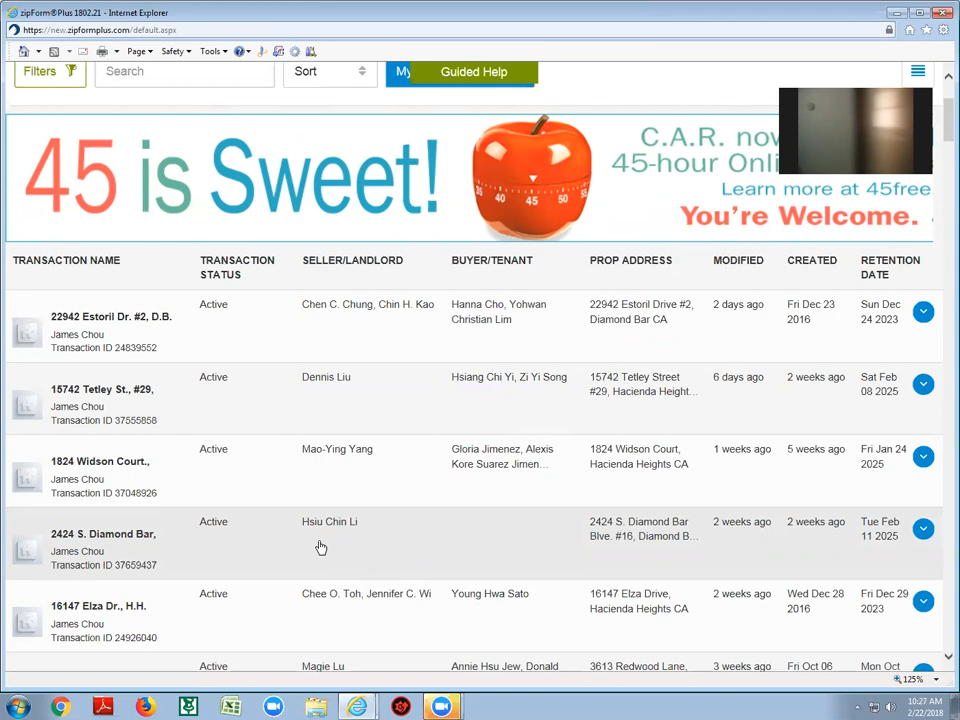 zipForm®Plus 1802.21 - Internet Explorer
https://new.zipformplus.com/default.aspx
Page Safety Tools
Filters Search Sort My Guided Help
45 is Sweet!
C.A.R. now
45-hour Onli
Learn more at 45free
You're Welcome.
35 40 45 50 55
TRANSACTION NAME TRANSACTION STATUS SELLER/LANDLORD BUYER/TENANT PROP ADDRESS MODIFIED CREATED RETENTION DATE
22942 Estoril Dr. #2, D.B.
James Chou
Transaction ID 24839552
Active
Chen C. Chung, Chin H. Kao
Hanna Cho, Yohwan
Christian Lim
22942 Estoril Drive #2,
Diamond Bar CA
2 days ago
Fri Dec 23
2016
Sun Dec
24 2023
15742 Tetley St., #29,
James Chou
Transaction ID 37555858
Active
Dennis Liu
Hsiang Chi Yi, Zi Yi Song
15742 Tetley Street
#29, Hacienda Height...
6 days ago
2 weeks ago
Sat Feb
08 2025
1824 Widson Court.,
James Chou
Transaction ID 37048926
Active
Mao-Ying Yang
Gloria Jimenez, Alexis
Kore Suarez Jimen...
1824 Widson Court,
Hacienda Heights CA
1 weeks ago
5 weeks ago
Fri Jan 24
2025
2424 S. Diamond Bar,
James Chou
Transaction ID 37659437
Active
Hsiu Chin Li
2424 S. Diamond Bar
Blve. #16, Diamond B...
2 weeks ago
2 weeks ago
Tue Feb
11 2025
16147 Elza Dr., H.H.
James Chou
Transaction ID 24926040
Active
Chee O. Toh, Jennifer C. Wi
Young Hwa Sato
16147 Elza Drive,
Hacienda Heights CA
2 weeks ago
Wed Dec 28
2016
Fri Dec 29
2023
Active
Magie Lu
Annie Hsu Jew, Donald
3613 Redwood Lane,
3 weeks ago
Fri Oct 06
Mon Oct
125%
10:27 AM
2/22/2018